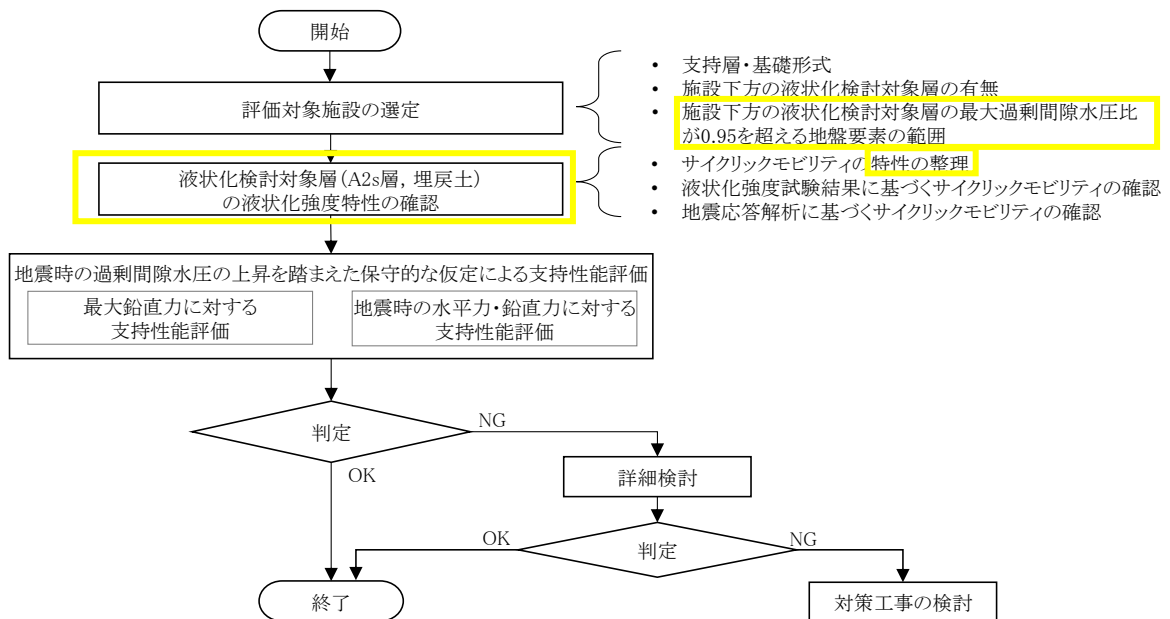 開始
評価対象施設の選定
・ 支持層・基礎形式
・ 施設下方の液状化検討対象層の有無
・ 施設下方の液状化検討対象層の最大過剰間隙水圧比
が0.95を超える地盤要素の範囲
液状化検討対象層(A2s層, 埋戻土)
の液状化強度特性の確認
・ サイクリックモビリティの特性の整理
・ 液状化強度試験結果に基づくサイクリックモビリティの確認
・ 地震応答解析に基づくサイクリックモビリティの確認
地震時の過剰間隙水圧の上昇を踏まえた保守的な仮定による支持性能評価
最大鉛直力に対する
支持性能評価
地震時の水平力・鉛直力に対する
支持性能評価
判定
NG
OK
詳細検討
判定
OK
NG
終了
対策工事の検討